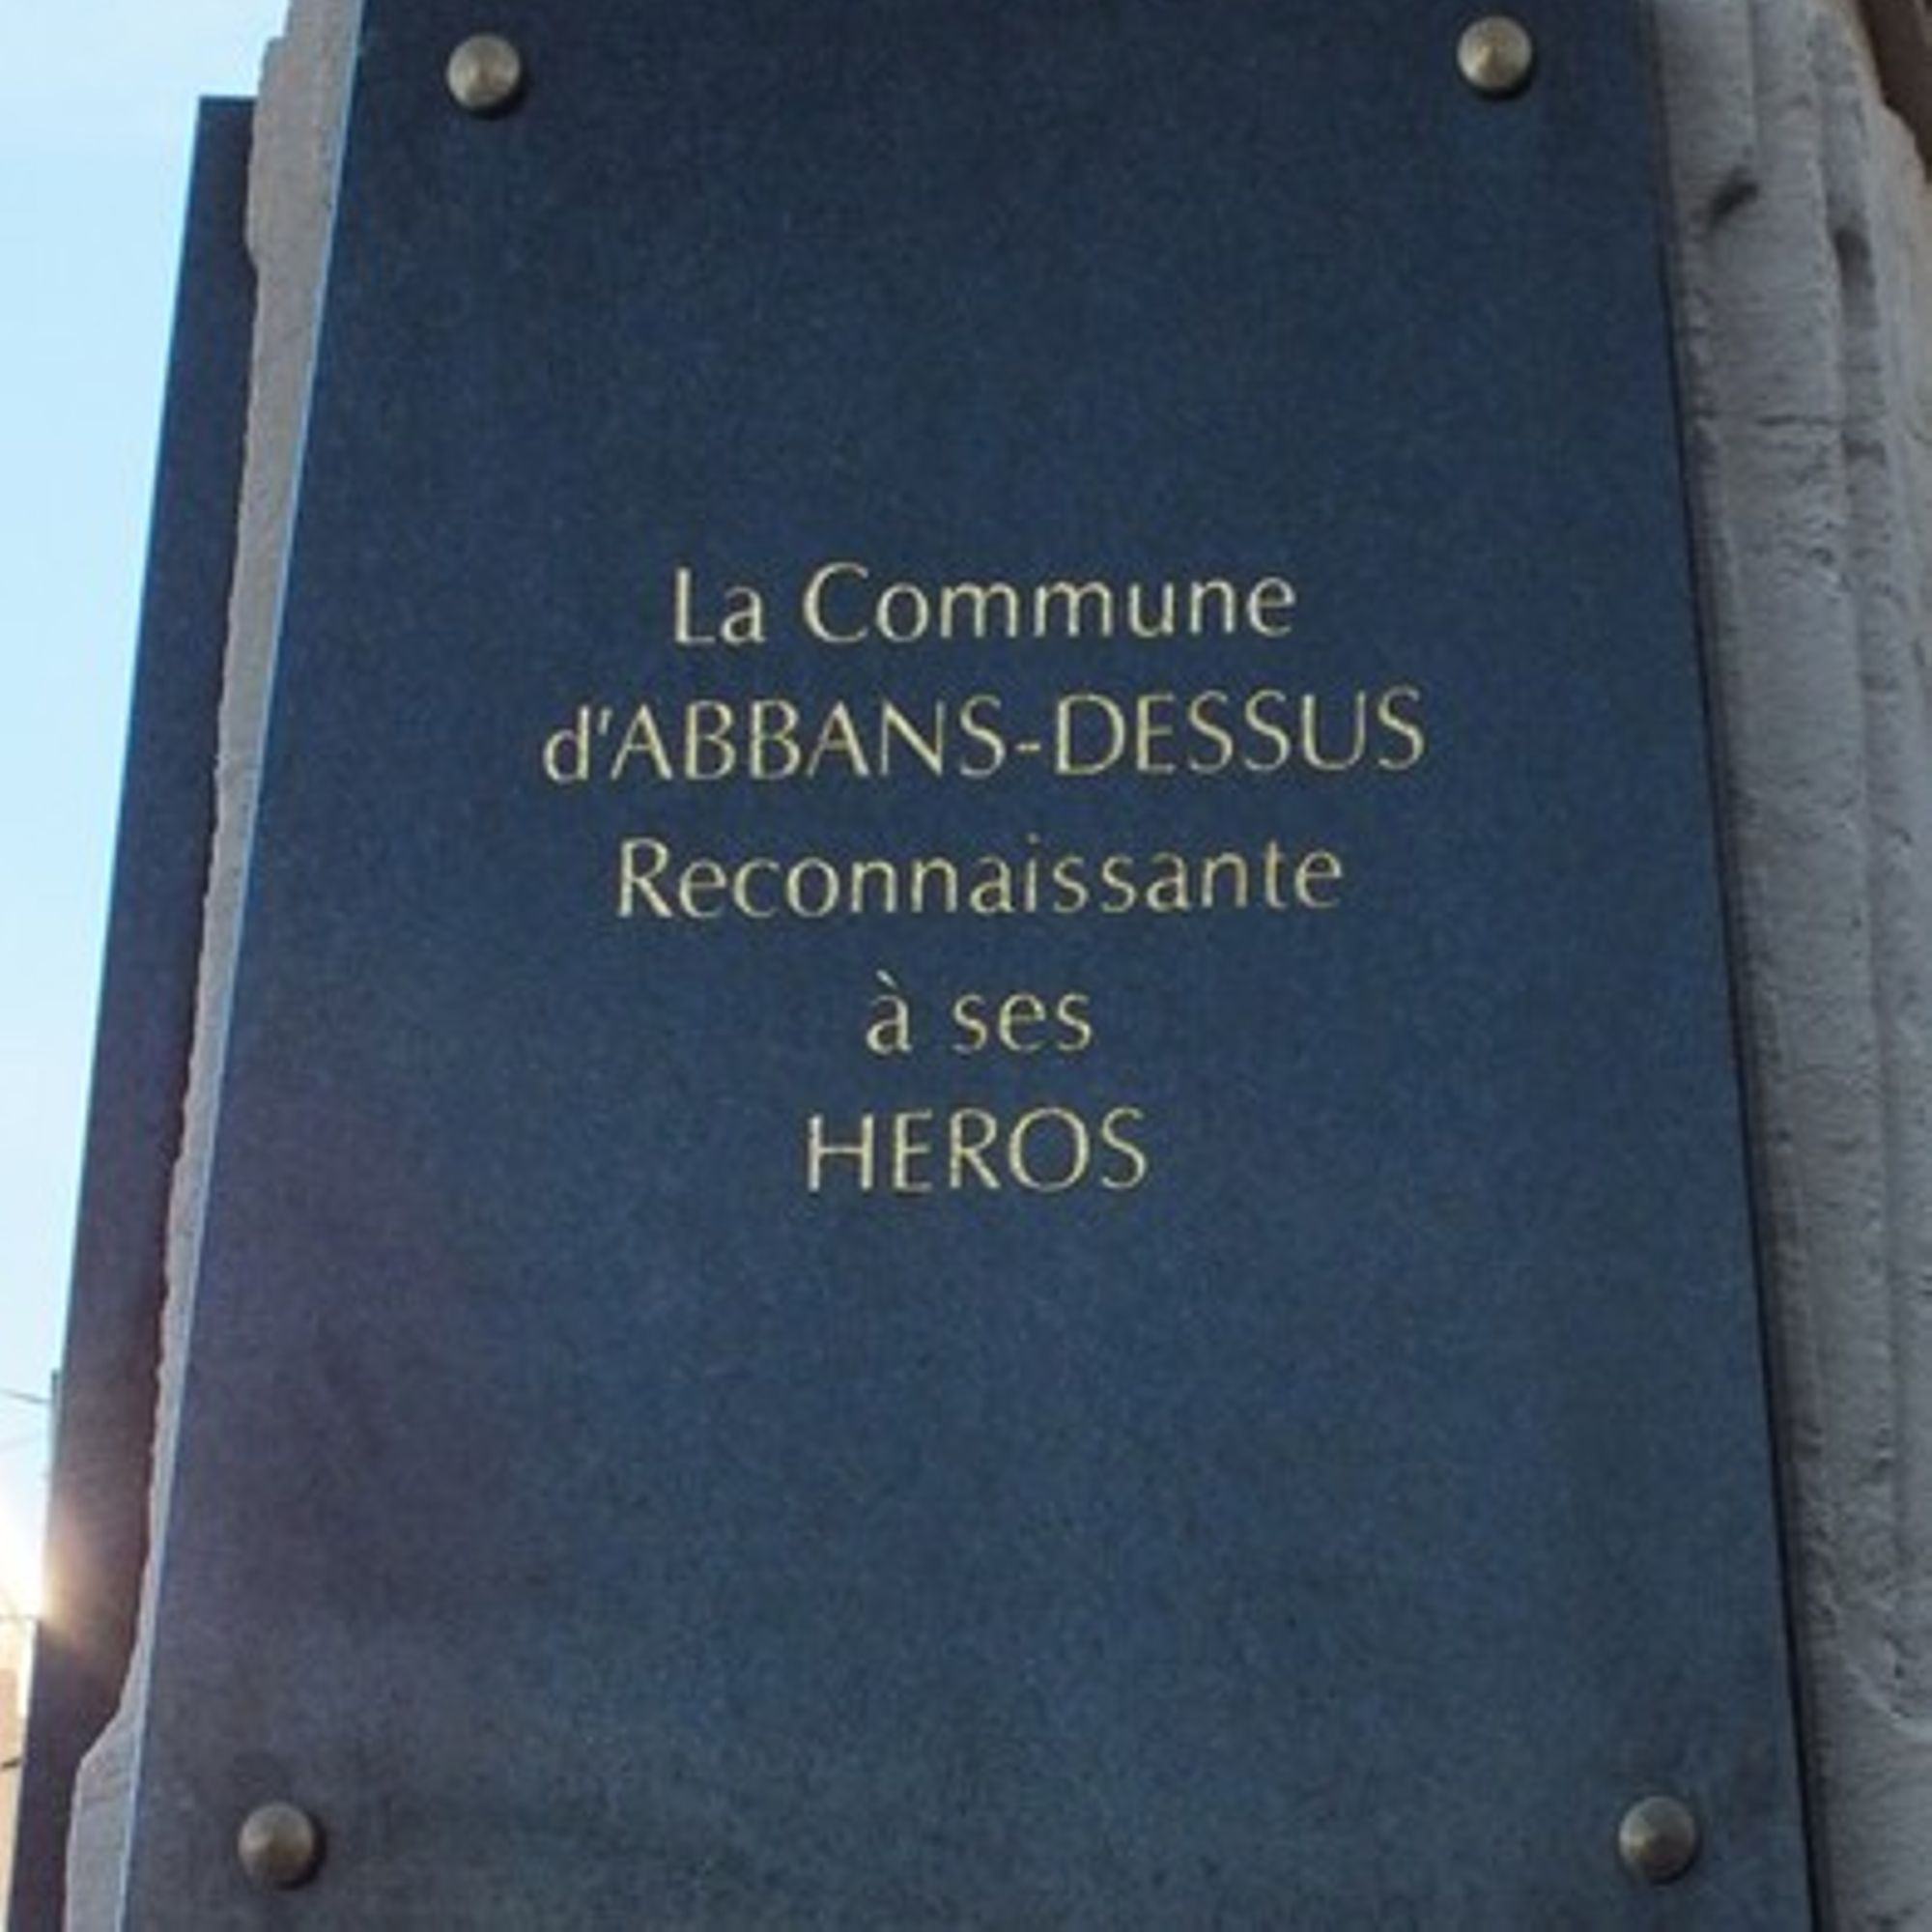 La Commune
d'ABBANS-DESSUS
Reconnaissante
à ses
HEROS